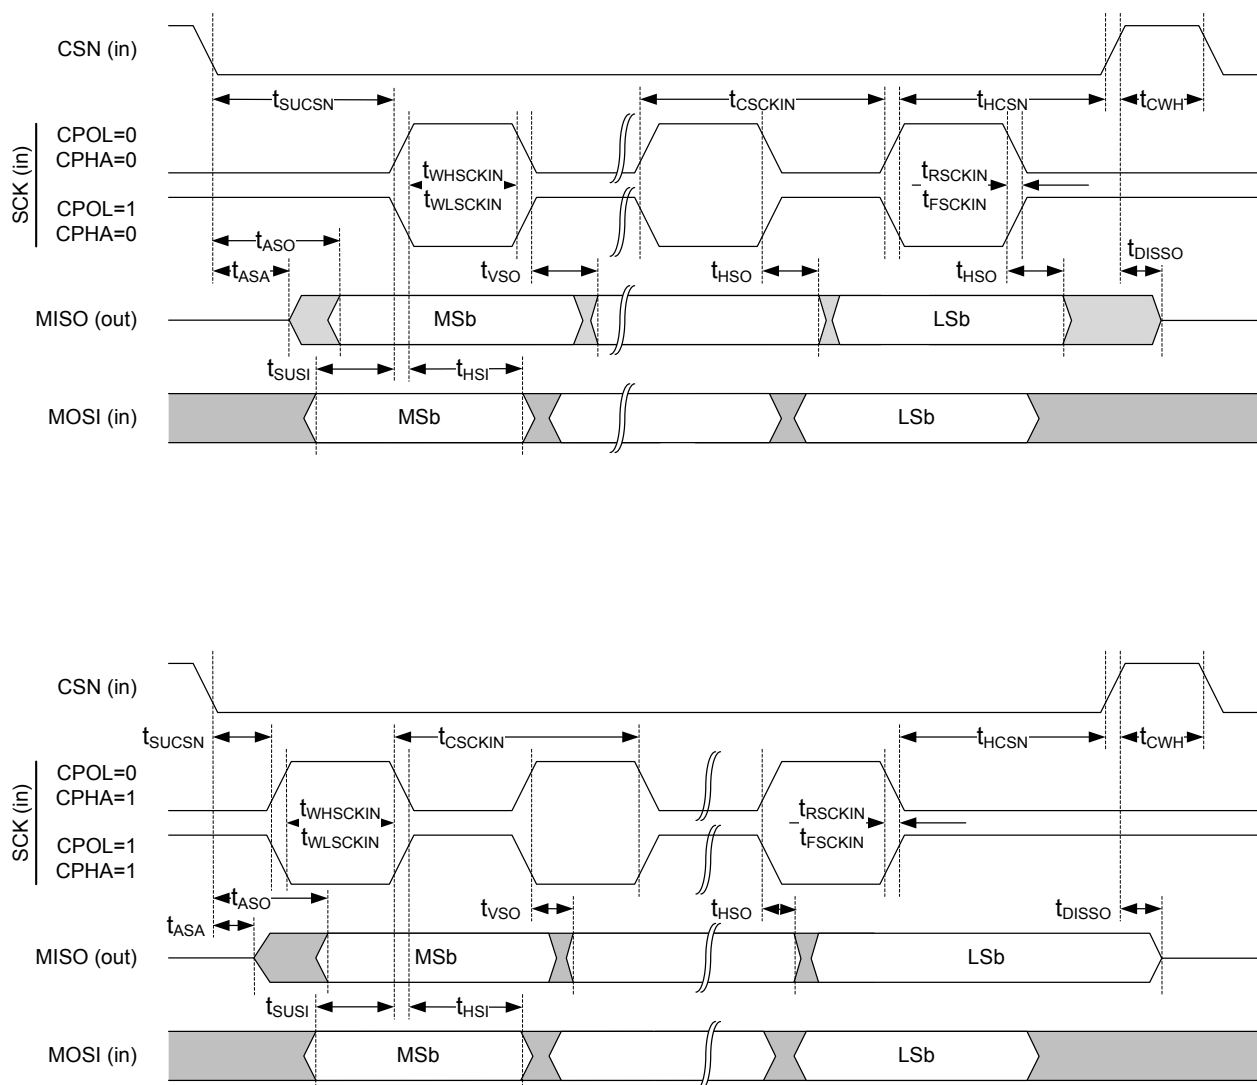 CSN (in)
tSUCSN
tCSCKIN
tHCSN
tCWH
SCK (in)
CPOL=0
CPHA=0
CPOL=1
CPHA=0
tWHSCKIN
tWLSCKIN
tRSCKIN
tFSCKIN
tASO
tASA
tVSO
tHSO
tHSO
tDISSO
MISO (out)
MSb
LSb
tSUSI
tHSI
MOSI (in)
MSb
LSb
CSN (in)
tSUCSN
tCSCKIN
tHCSN
tCWH
SCK (in)
CPOL=0
CPHA=1
CPOL=1
CPHA=1
tWHSCKIN
tWLSCKIN
tRSCKIN
tFSCKIN
tASO
tASA
tVSO
tHSO
tDISSO
MISO (out)
MSb
LSb
tSUSI
tHSI
MOSI (in)
MSb
LSb